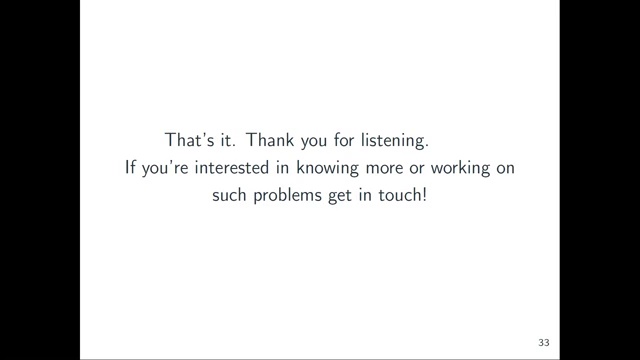 That's it. Thank you for listening.
If you're interested in knowing more or working on
such problems get in touch!
33